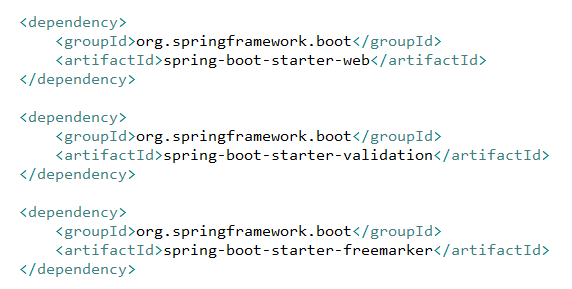 <dependency>
    <groupId>org.springframework.boot</groupId>
    <artifactId>spring-boot-starter-web</artifactId>
</dependency>

<dependency>
    <groupId>org.springframework.boot</groupId>
    <artifactId>spring-boot-starter-validation</artifactId>
</dependency>

<dependency>
    <groupId>org.springframework.boot</groupId>
    <artifactId>spring-boot-starter-freemarker</artifactId>
</dependency>